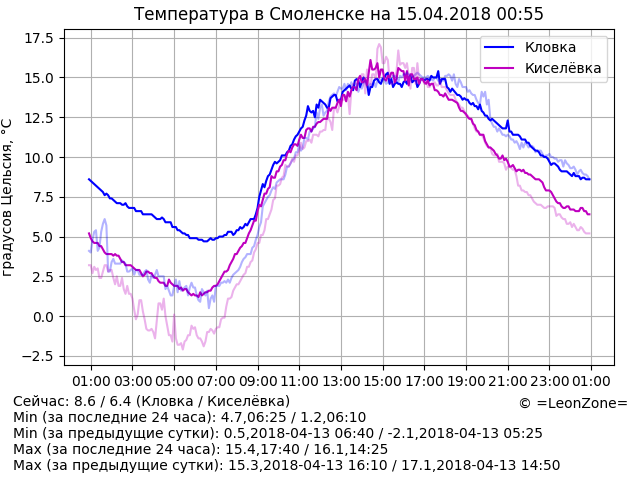 Температура в Смоленске на 15.04.2018 00:55
17.5
15.0
12.5
10.0
7.5
5.0
2.5
0.0
−2.5
градусов Цельсия, °C
Кловка
Киселёвка
01:00 03:00 05:00 07:00 09:00 11:00 13:00 15:00 17:00 19:00 21:00 23:00 01:00
Сейчас: 8.6 / 6.4 (Кловка / Киселёвка)
© =LeonZone=
Min (за последние 24 часа): 4.7,06:25 / 1.2,06:10
Min (за предыдущие сутки): 0.5,2018-04-13 06:40 / -2.1,2018-04-13 05:25
Max (за последние 24 часа): 15.4,17:40 / 16.1,14:25
Max (за предыдущие сутки): 15.3,2018-04-13 16:10 / 17.1,2018-04-13 14:50